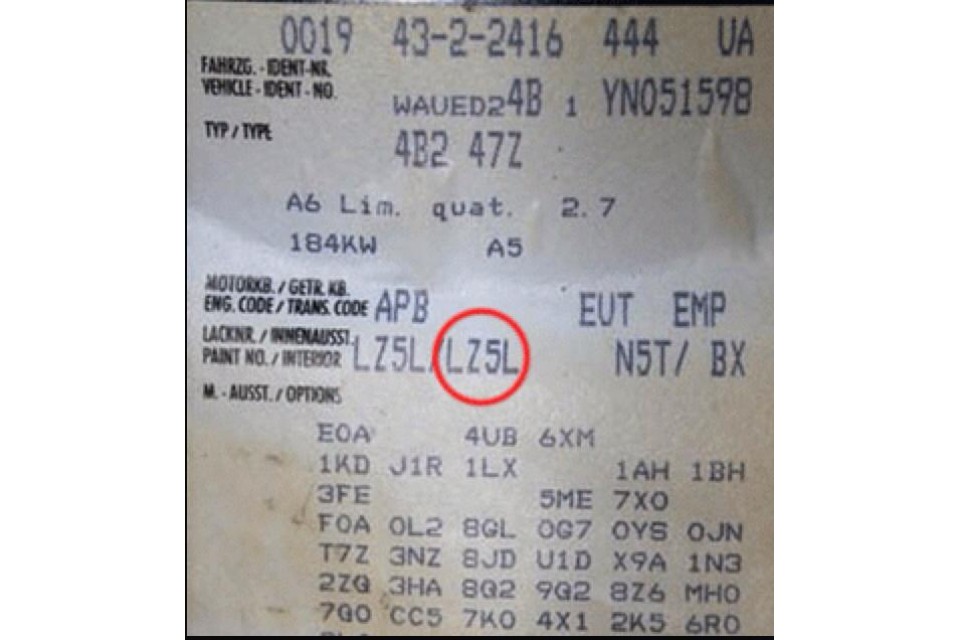 0019 43-2-2416 444 UA
FAHRZG. - IDENT-NR.
VEHICLE - IDENT - NO. WAUED24B 1 YN051598
TYP / TYPE 4B2 47Z
A6 Lim. quat. 2.7
184KW A5
MOTORKB. / GETR. KB.
ENG. CODE / TRANS. CODE APB EUT EMP
LACKNR. / INNENAUSST.
PAINT NO. / INTERIOR LZ5L/LZ5L N5T/ BX
M. - AUSST. / OPTIONS
E0A 4UB 6XM
1KD J1R 1LX 1AH 1BH
3FE 5ME 7X0
F0A 0L2 8GL 0G7 0YS 0JN
T7Z 3NZ 8JD U1D X9A 1N3
2ZQ 3HA 8Q2 9Q2 8Z6 MH0
7G0 CC5 7K0 4X1 2K5 6R0